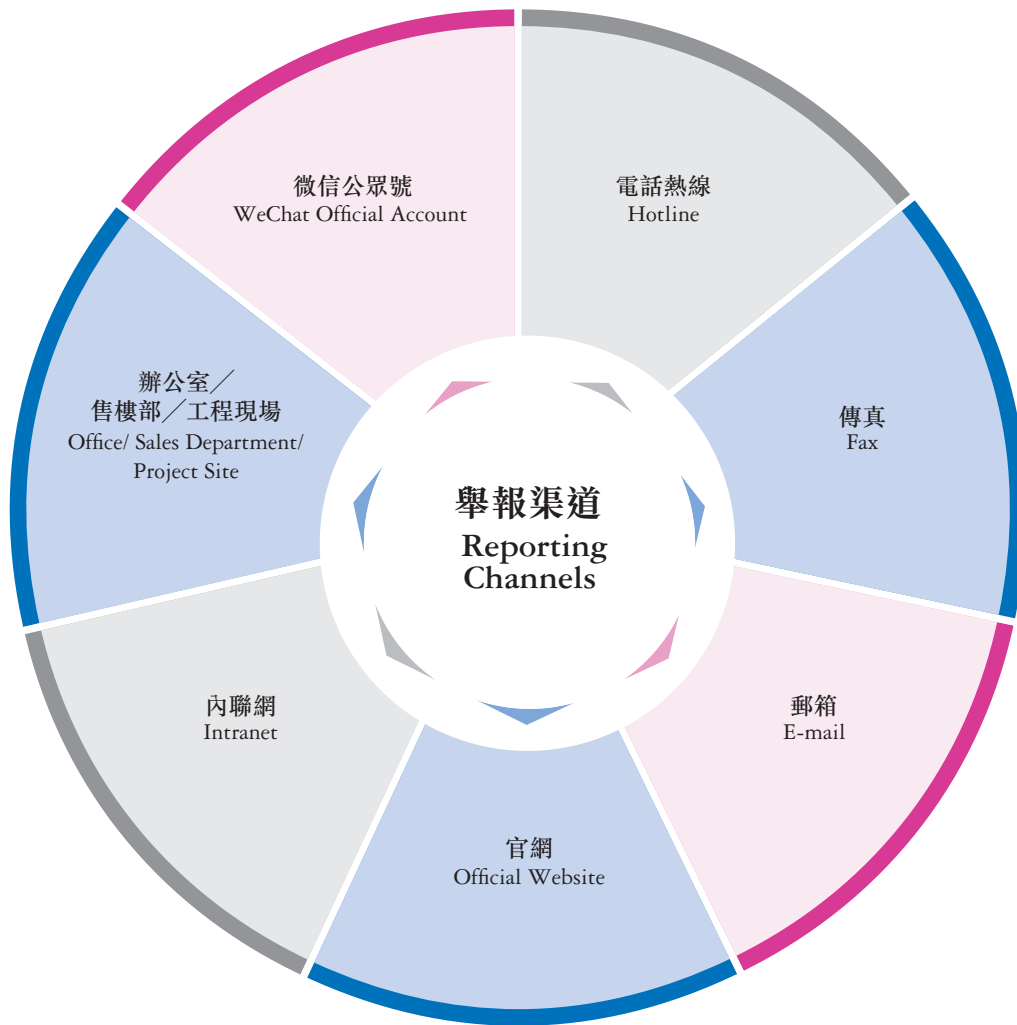 微信公眾號
WeChat Official Account
電話熱線
Hotline
辦公室／
售樓部／工程現場
Office/ Sales Department/
Project Site
傳真
Fax
舉報渠道
Reporting
Channels
內聯網
Intranet
郵箱
E-mail
官網
Official Website